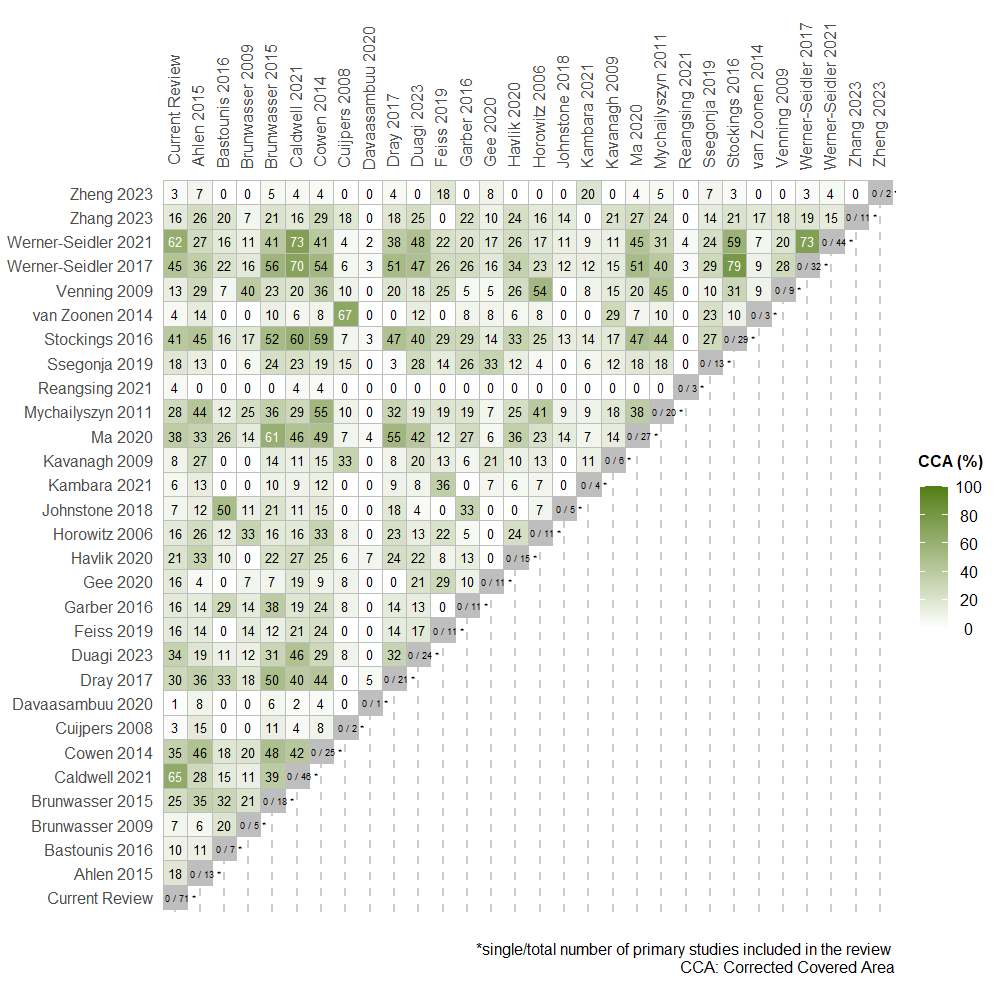 Current Review
Ahlen 2015
Bastounis 2016
Brunwasser 2009
Brunwasser 2015
Caldwell 2021
Cowen 2014
Cuijpers 2008
Davaasambuu 2020
Dray 2017
Duagi 2023
Feiss 2019
Garber 2016
Gee 2020
Havlik 2020
Horowitz 2006
Johnstone 2018
Kambara 2021
Kavanagh 2009
Ma 2020
Mychailyszyn 2011
Reangsing 2021
Ssegonja 2019
Stockings 2016
van Zoonen 2014
Venning 2009
Werner-Seidler 2017
Werner-Seidler 2021
Zhang 2023
Zheng 2023
Zheng 2023 3 7 0 0 5 4 4 0 0 4 0 18 0 8 0 0 0 20 0 4 5 0 7 3 0 0 3 4 0 0 / 2 *
Zhang 2023 16 26 20 7 21 16 29 18 0 18 25 0 22 10 24 16 14 0 21 27 24 0 14 21 17 18 19 15 0 / 11 *
Werner-Seidler 2021 62 27 16 11 41 73 41 4 2 38 48 22 20 17 26 17 11 9 11 45 31 4 24 59 7 20 73 0 / 44 *
Werner-Seidler 2017 45 36 22 16 56 70 54 6 3 51 47 26 26 16 34 23 12 12 15 51 40 3 29 79 9 28 0 / 32 *
Venning 2009 13 29 7 40 23 20 36 10 0 20 18 25 5 5 26 54 0 8 15 20 45 0 10 31 9 0 / 9 *
van Zoonen 2014 4 14 0 0 10 6 8 67 0 0 12 0 8 8 6 8 0 0 29 7 10 0 23 10 0 / 3 *
Stockings 2016 41 45 16 17 52 60 59 7 3 47 40 29 29 14 33 25 13 14 17 47 44 0 27 0 / 29 *
Ssegonja 2019 18 13 0 6 24 23 19 15 0 3 28 14 26 33 12 4 0 6 12 18 18 0 0 / 13 *
Reangsing 2021 4 0 0 0 4 4 0 0 0 0 0 0 0 0 0 0 0 0 0 0 0 0 / 3 *
Mychailyszyn 2011 28 44 12 25 36 29 55 10 0 32 19 19 19 7 25 41 9 9 18 38 0 / 20 *
Ma 2020 38 33 26 14 61 46 49 7 4 55 42 12 27 6 36 23 14 7 14 0 / 27 *
Kavanagh 2009 8 27 0 0 14 11 15 33 0 8 20 13 6 21 10 13 0 11 0 / 6 *
Kambara 2021 6 13 0 0 10 9 12 0 0 9 8 36 0 7 6 7 0 0 / 4 *
Johnstone 2018 7 12 50 11 21 11 15 0 0 18 4 0 33 0 0 7 0 / 5 *
Horowitz 2006 16 26 12 33 16 16 33 8 0 23 13 22 5 0 24 0 / 11 *
Havlik 2020 21 33 10 0 22 27 25 6 7 24 22 8 13 0 0 / 15 *
Gee 2020 16 4 0 7 7 19 9 8 0 0 21 29 10 0 / 11 *
Garber 2016 16 14 29 14 38 19 24 8 0 14 13 0 0 / 11 *
Feiss 2019 16 14 0 14 12 21 24 0 0 14 17 0 / 11 *
Duagi 2023 34 19 11 12 31 46 29 8 0 32 0 / 24 *
Dray 2017 30 36 33 18 50 40 44 0 5 0 / 21 *
Davaasambuu 2020 1 8 0 0 6 2 4 0 0 / 1 *
Cuijpers 2008 3 15 0 0 11 4 8 0 / 2 *
Cowen 2014 35 46 18 20 48 42 0 / 25 *
Caldwell 2021 65 28 15 11 39 0 / 46 *
Brunwasser 2015 25 35 32 21 0 / 18 *
Brunwasser 2009 7 6 20 0 / 5 *
Bastounis 2016 10 11 0 / 7 *
Ahlen 2015 18 0 / 13 *
Current Review 0 / 71 *
CCA (%)
100
80
60
40
20
0
*single/total number of primary studies included in the review
CCA: Corrected Covered Area